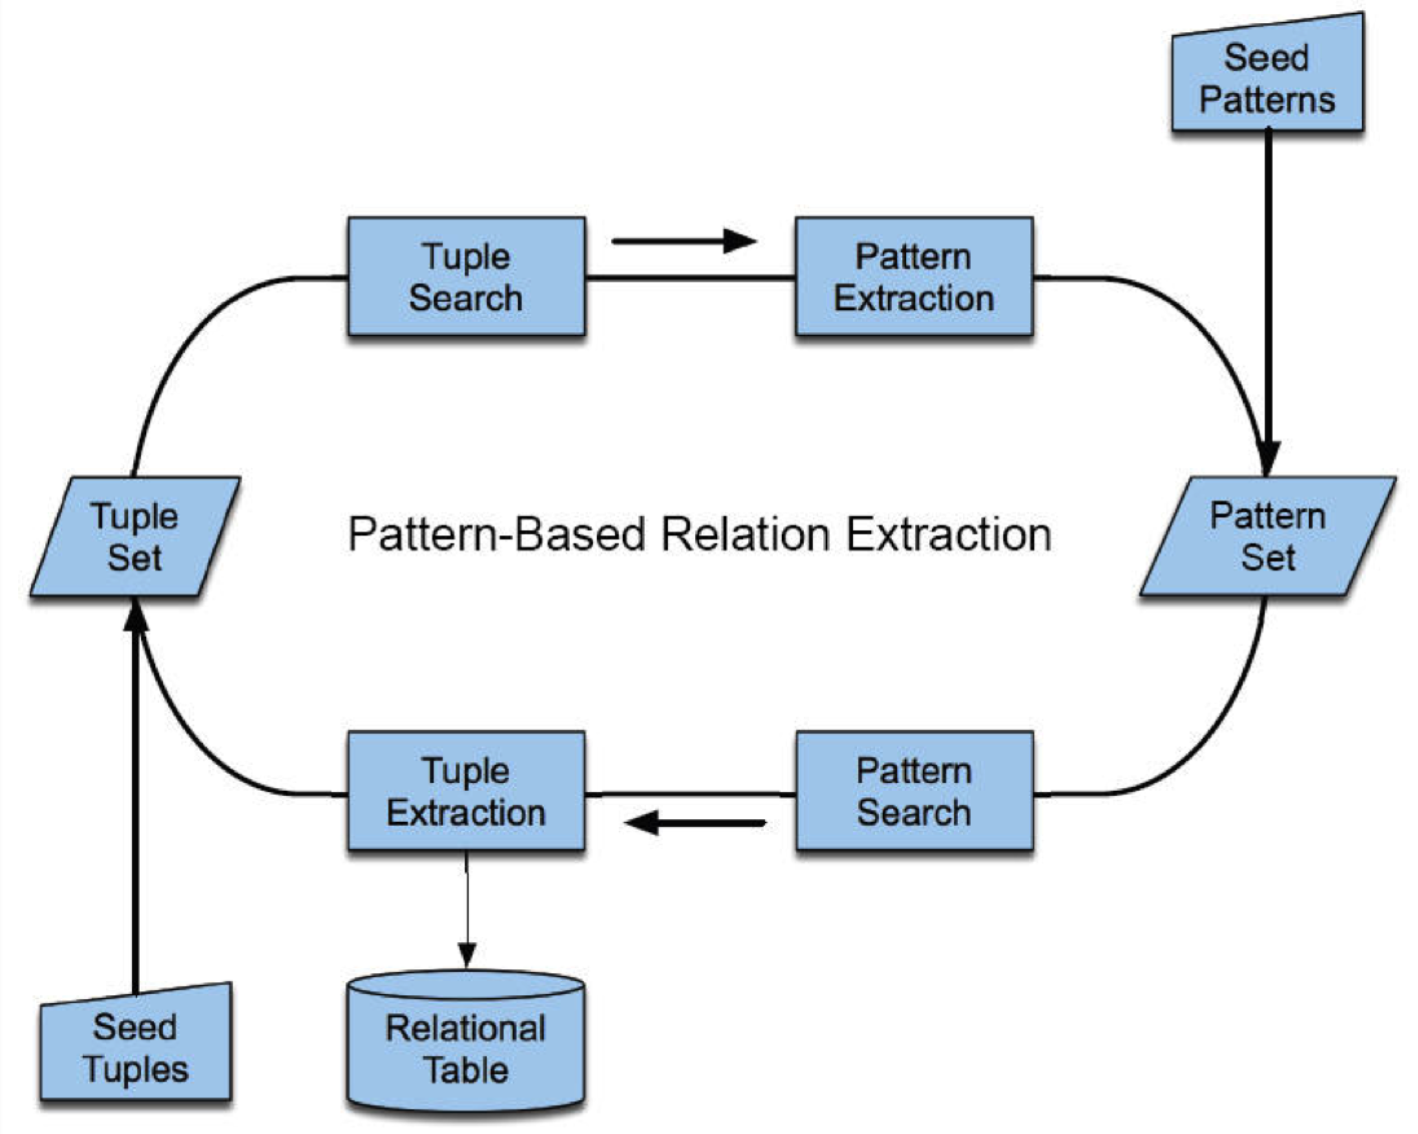 Seed
Patterns
Tuple
Search
Pattern
Extraction
Tuple
Set
Pattern-Based Relation Extraction
Pattern
Set
Tuple
Extraction
Pattern
Search
Seed
Tuples
Relational
Table